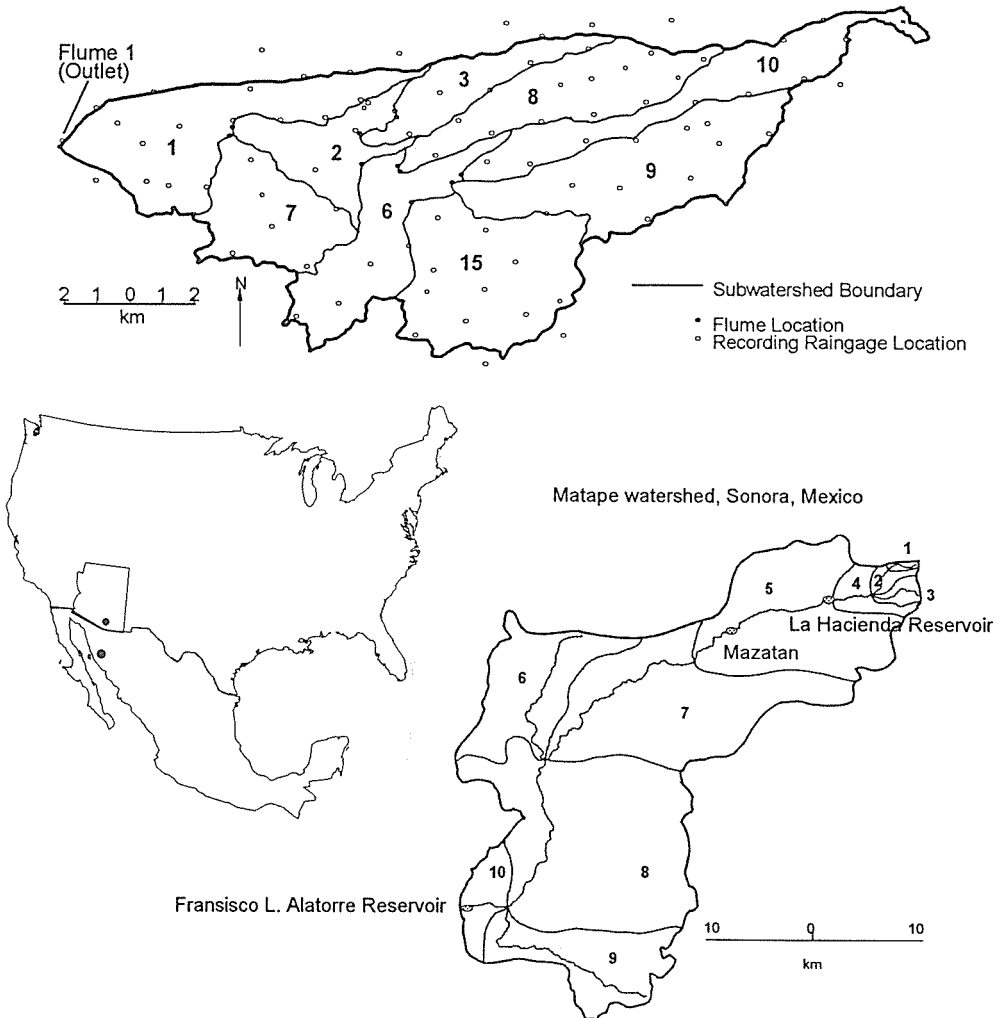 Flume 1
(Outlet)
3
10
8
1
2
9
7
6
15
2 1 0 1 2
km
N
Subwatershed Boundary
Flume Location
Recording Raingage Location
Matape watershed, Sonora, Mexico
1
5
4
2
3
La Hacienda Reservoir
Mazatan
6
7
8
10
Fransisco L. Alatorre Reservoir
10 0 10
km
9